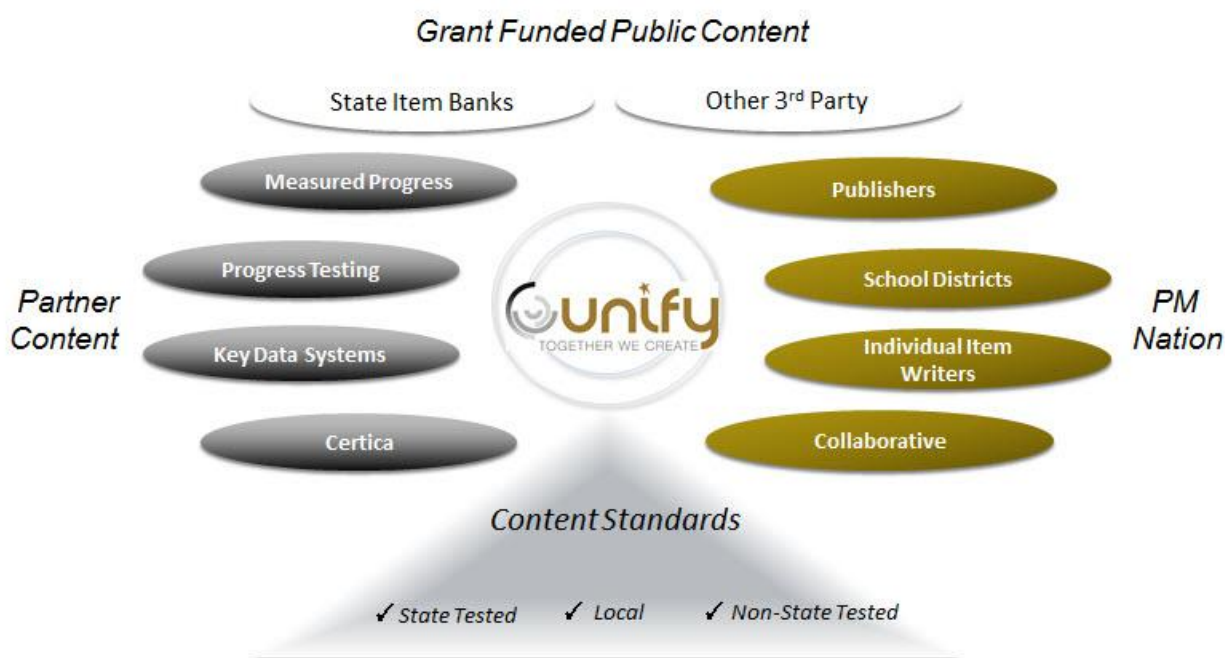 Grant Funded Public Content
State Item Banks
Other 3rd Party
Measured Progress
Publishers
Progress Testing
School Districts
Partner
Content
unify
TOGETHER WE CREATE
PM
Nation
Key Data Systems
Individual Item
Writers
Certica
Collaborative
Content Standards
✓ State Tested ✓ Local ✓ Non-State Tested